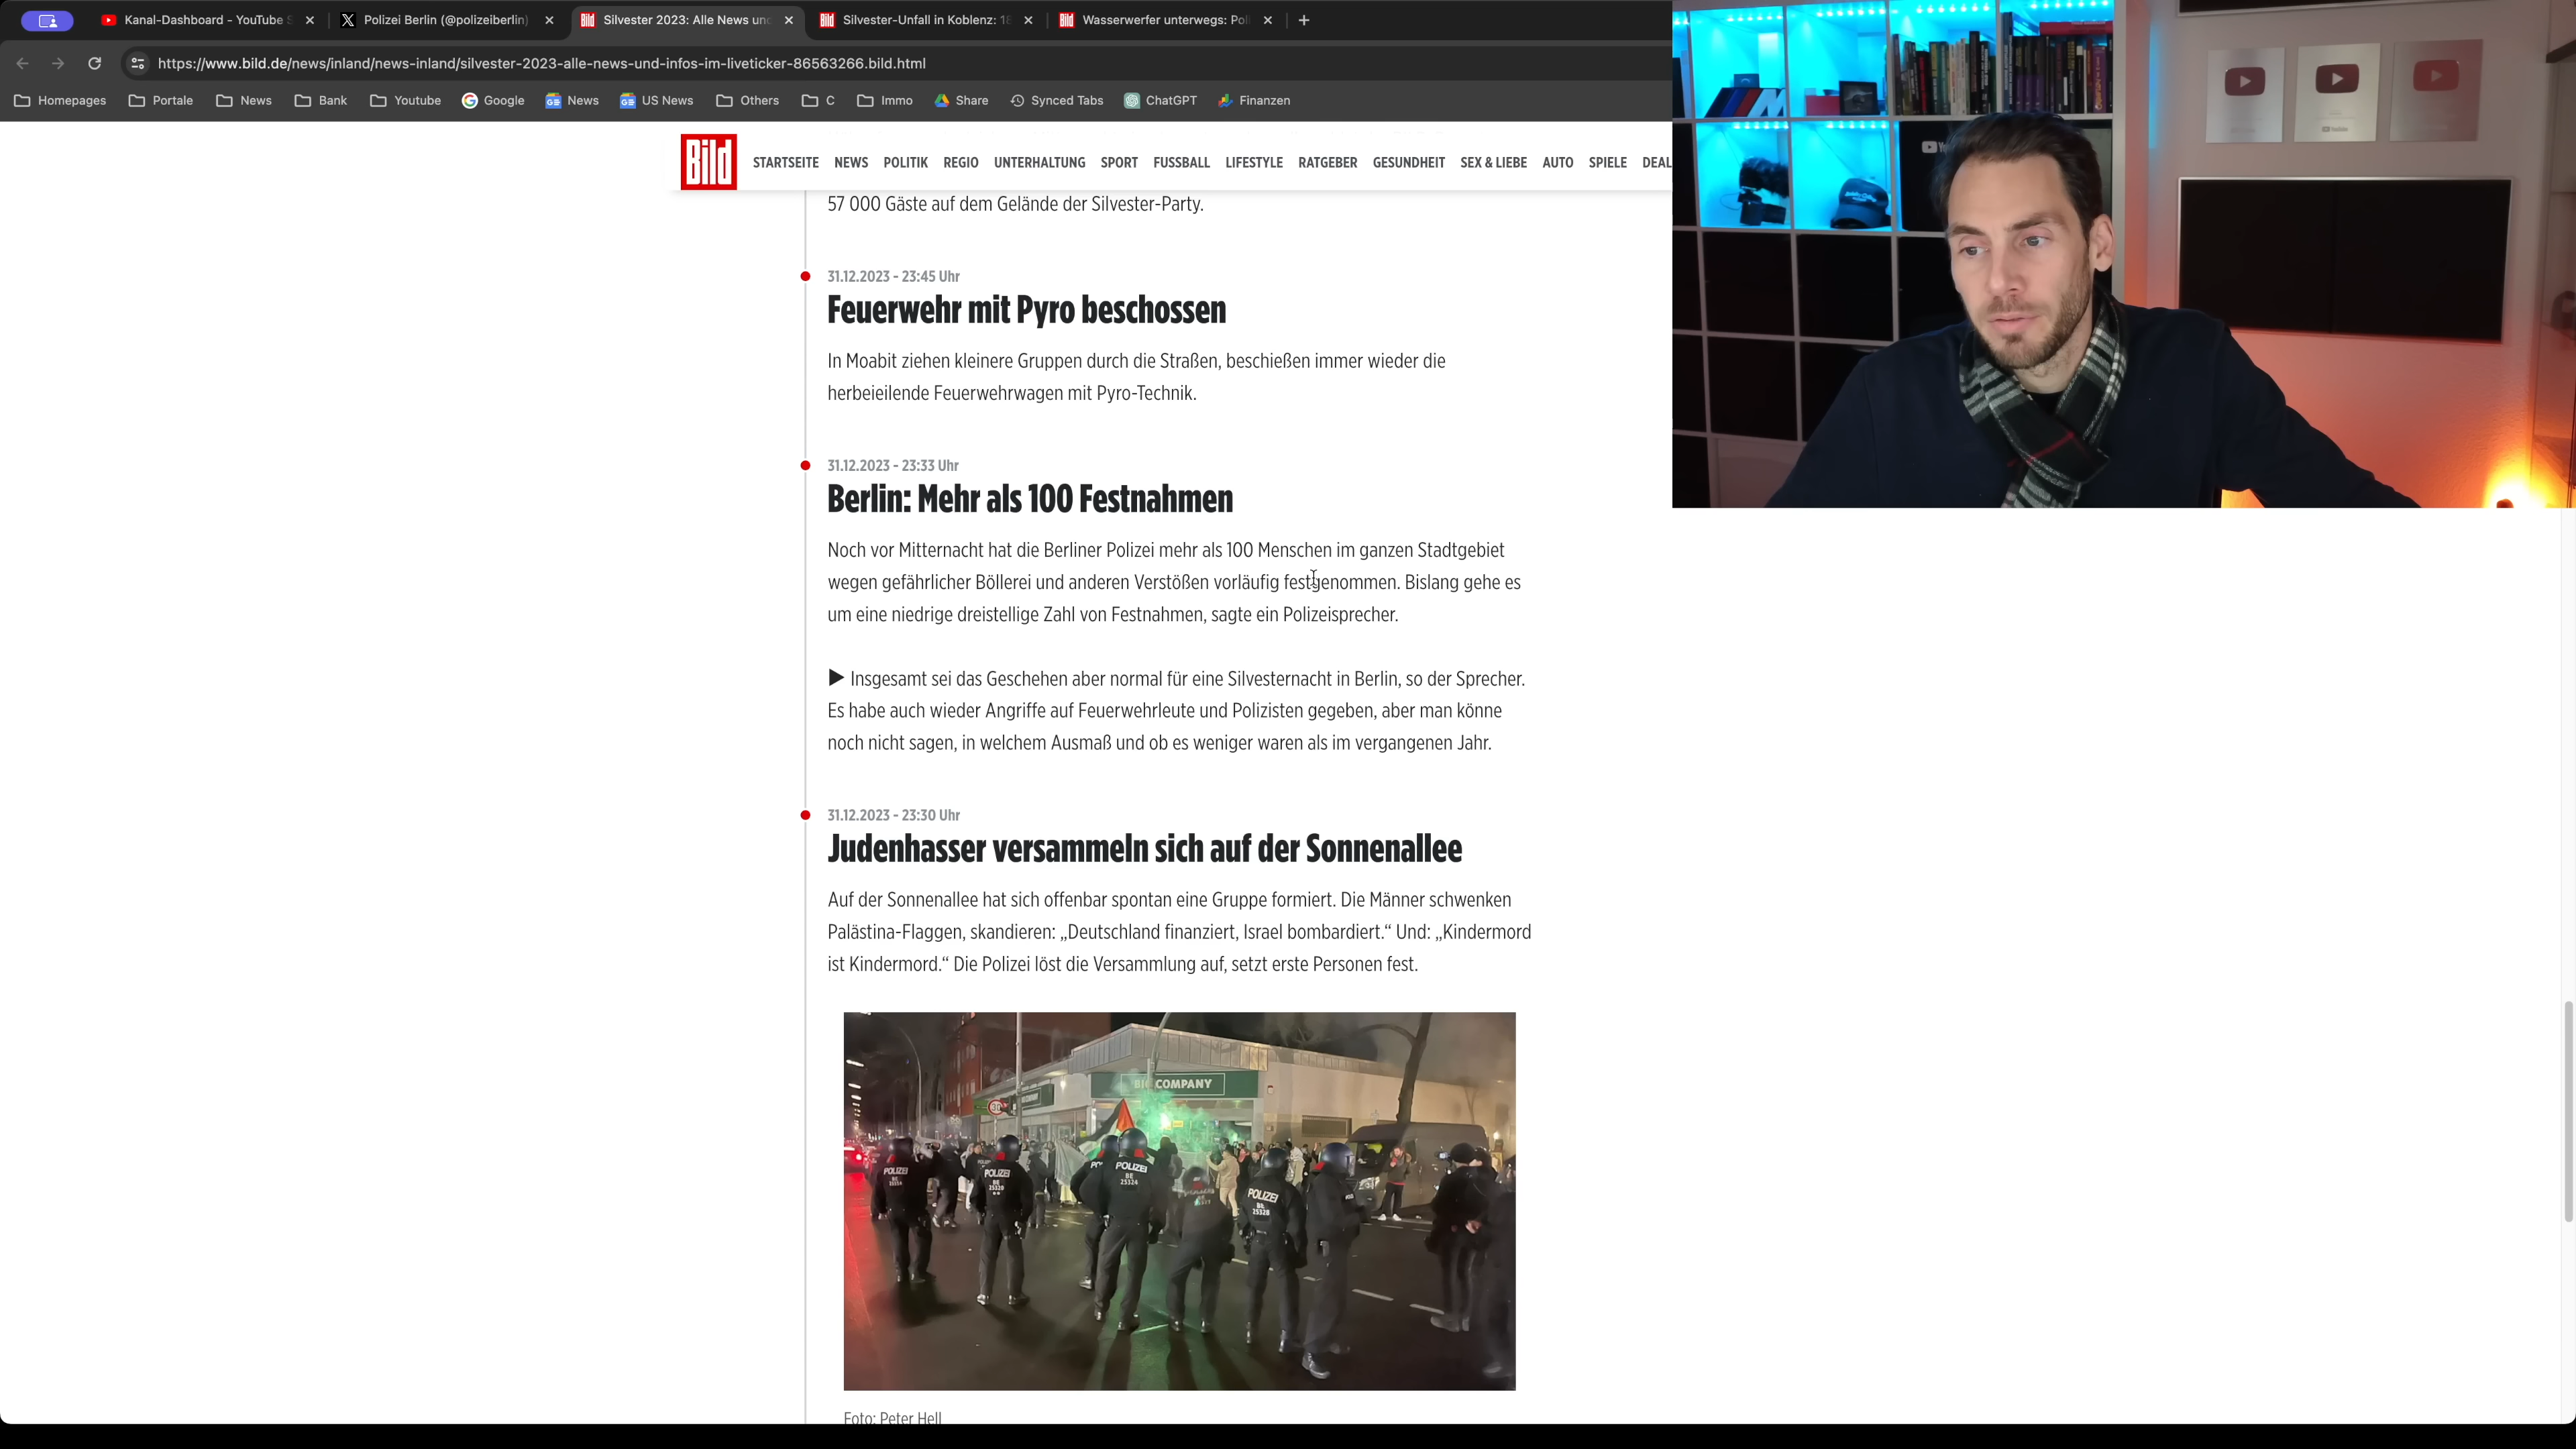 Kanal-Dashboard - YouTube S
Polizei Berlin (@polizeiberlin)
Silvester 2023: Alle News und
Silvester-Unfall in Koblenz: 18
Wasserwerfer unterwegs: Poli
https://www.bild.de/news/inland/news-inland/silvester-2023-alle-news-und-infos-im-liveticker-86563266.bild.html
Homepages Portale News Bank Youtube Google News US News Others C Immo Share Synced Tabs ChatGPT Finanzen
Bild STARTSEITE NEWS POLITIK REGIO UNTERHALTUNG SPORT FUSSBALL LIFESTYLE RATGEBER GESUNDHEIT SEX & LIEBE AUTO SPIELE DEAL
57 000 Gäste auf dem Gelände der Silvester-Party.
31.12.2023 - 23:45 Uhr
Feuerwehr mit Pyro beschossen
In Moabit ziehen kleinere Gruppen durch die Straßen, beschießen immer wieder die
herbeieilende Feuerwehrwagen mit Pyro-Technik.
31.12.2023 - 23:33 Uhr
Berlin: Mehr als 100 Festnahmen
Noch vor Mitternacht hat die Berliner Polizei mehr als 100 Menschen im ganzen Stadtgebiet
wegen gefährlicher Böllerei und anderen Verstößen vorläufig festgenommen. Bislang gehe es
um eine niedrige dreistellige Zahl von Festnahmen, sagte ein Polizeisprecher.
▶ Insgesamt sei das Geschehen aber normal für eine Silvesternacht in Berlin, so der Sprecher.
Es habe auch wieder Angriffe auf Feuerwehrleute und Polizisten gegeben, aber man könne
noch nicht sagen, in welchem Ausmaß und ob es weniger waren als im vergangenen Jahr.
31.12.2023 - 23:30 Uhr
Judenhasser versammeln sich auf der Sonnenallee
Auf der Sonnenallee hat sich offenbar spontan eine Gruppe formiert. Die Männer schwenken
Palästina-Flaggen, skandieren: „Deutschland finanziert, Israel bombardiert.“ Und: „Kindermord
ist Kindermord.“ Die Polizei löst die Versammlung auf, setzt erste Personen fest.
COMPANY
POLIZEI
POLIZEI
POLIZEI
BE
25324
POLIZEI
BE
25328
Foto: Peter Hell